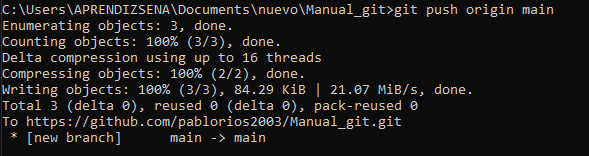 C:\Users\APRENDIZSENA\Documents\nuevo\Manual_git>git push origin main
Enumerating objects: 3, done.
Counting objects: 100% (3/3), done.
Delta compression using up to 16 threads
Compressing objects: 100% (2/2), done.
Writing objects: 100% (3/3), 84.29 KiB | 21.07 MiB/s, done.
Total 3 (delta 0), reused 0 (delta 0), pack-reused 0
To https://github.com/pablorios2003/Manual_git.git
 * [new branch]      main -> main